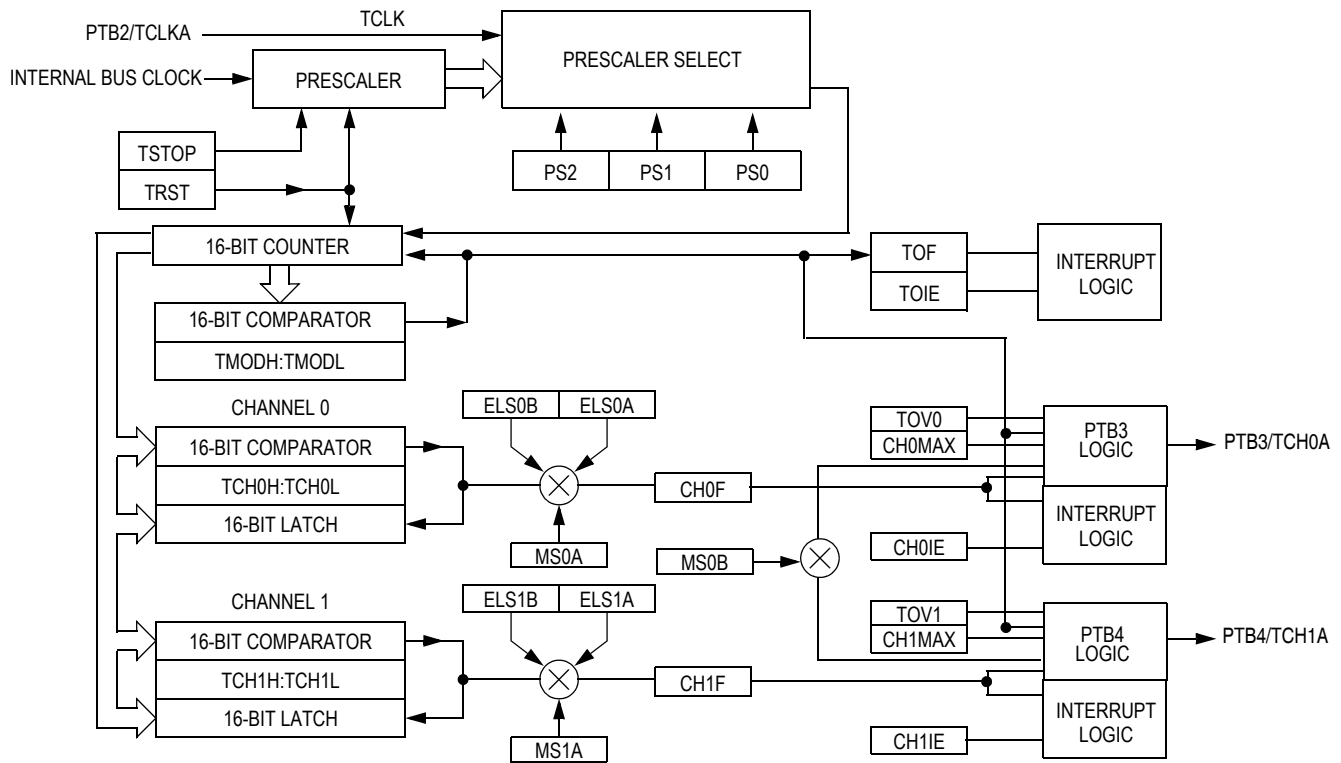 TCLK
PTB2/TCLKA
PRESCALER SELECT
INTERNAL BUS CLOCK
PRESCALER
TSTOP
TRST
PS2
PS1
PS0
16-BIT COUNTER
TOF
TOIE
INTERRUPT
LOGIC
16-BIT COMPARATOR
TMODH:TMODL
CHANNEL 0
ELS0B
ELS0A
16-BIT COMPARATOR
TCH0H:TCH0L
16-BIT LATCH
CH0F
MS0A
MS0B
TOV0
CH0MAX
PTB3
LOGIC
PTB3/TCH0A
INTERRUPT
LOGIC
CH0IE
CHANNEL 1
ELS1B
ELS1A
16-BIT COMPARATOR
TCH1H:TCH1L
16-BIT LATCH
CH1F
MS1A
TOV1
CH1MAX
PTB4
LOGIC
PTB4/TCH1A
INTERRUPT
LOGIC
CH1IE